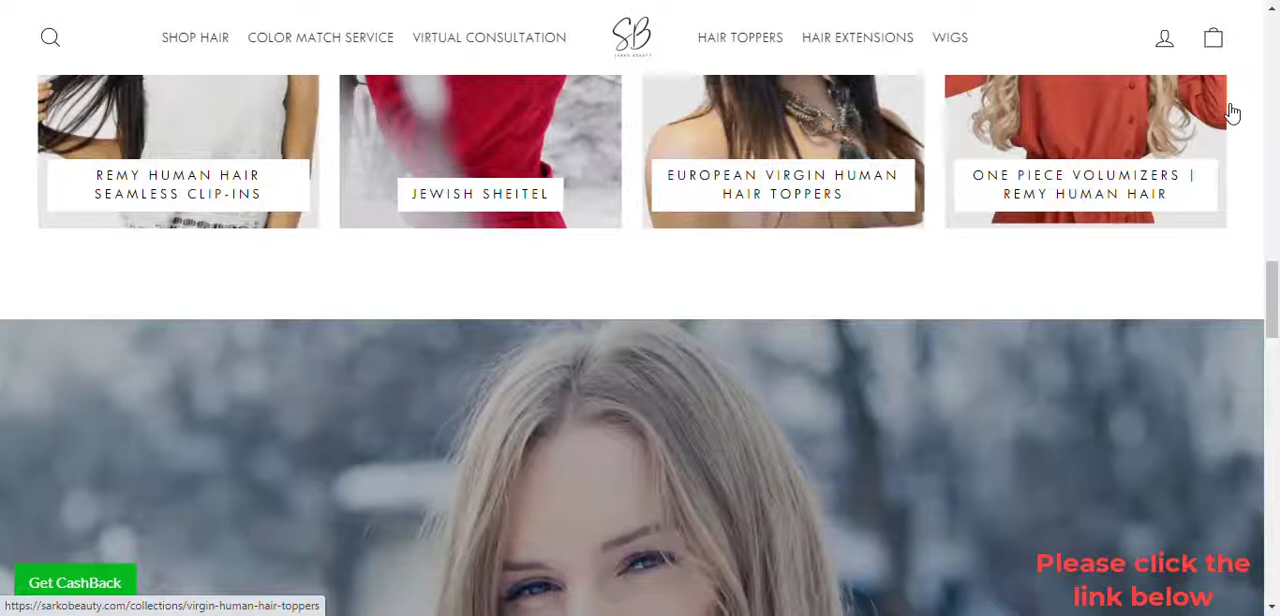 SHOP HAIR COLOR MATCH SERVICE VIRTUAL CONSULTATION SB HAIR TOPPERS HAIR EXTENSIONS WIGS
SARKO BEAUTY
REMY HUMAN HAIR
SEAMLESS CLIP-INS
JEWISH SHEITEL
EUROPEAN VIRGIN HUMAN
HAIR TOPPERS
ONE PIECE VOLUMIZERS |
REMY HUMAN HAIR
Get CashBack
https://sarkobeauty.com/collections/virgin-human-hair-toppers
Please click the
link below